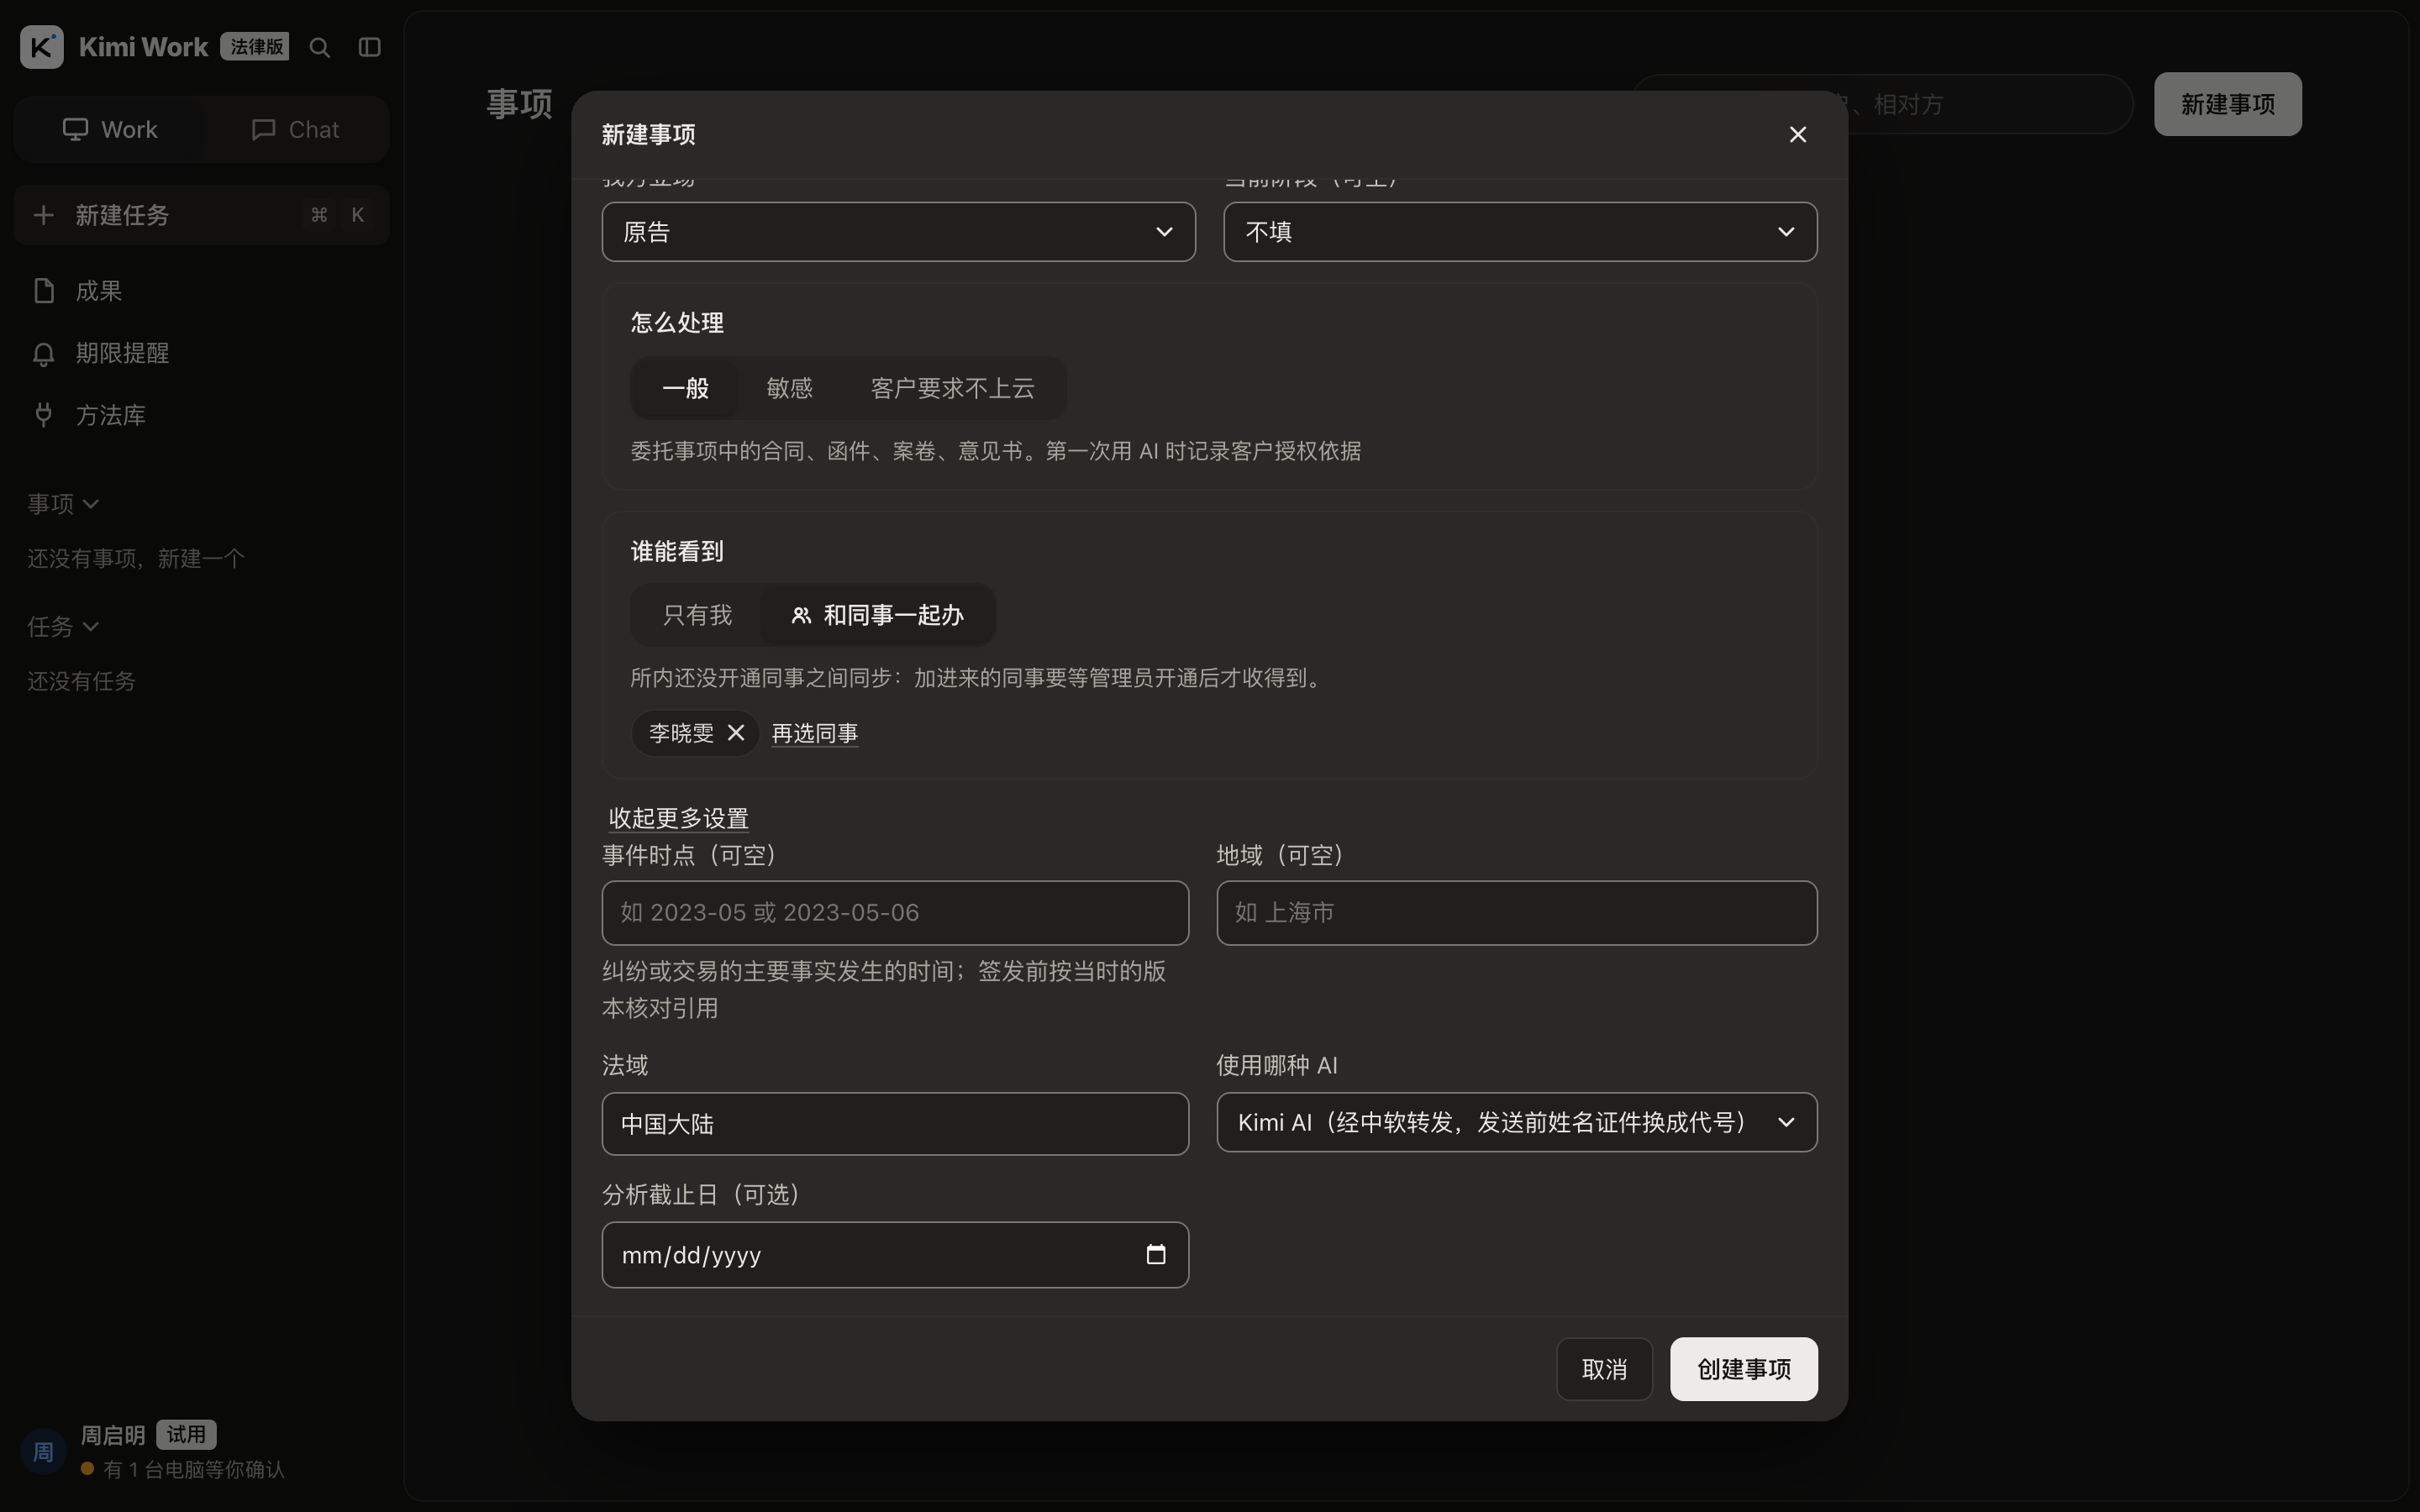 Kimi Work 法律版
Work
Chat
新建任务 ⌘ K
成果
期限提醒
方法库
事项
还没有事项，新建一个
任务
还没有任务
周 周启明 试用
有 1 台电脑等你确认
事项
、相对方
新建事项
新建事项
我方立场
当前阶段（可空）
原告
不填
怎么处理
一般 敏感 客户要求不上云
委托事项中的合同、函件、案卷、意见书。第一次用 AI 时记录客户授权依据
谁能看到
只有我 和同事一起办
所内还没开通同事之间同步：加进来的同事要等管理员开通后才收得到。
李晓雯 再选同事
收起更多设置
事件时点（可空）
地域（可空）
如 2023-05 或 2023-05-06
如 上海市
纠纷或交易的主要事实发生的时间；签发前按当时的版
本核对引用
法域
使用哪种 AI
中国大陆
Kimi AI（经中软转发，发送前姓名证件换成代号）
分析截止日（可选）
mm/dd/yyyy
取消
创建事项